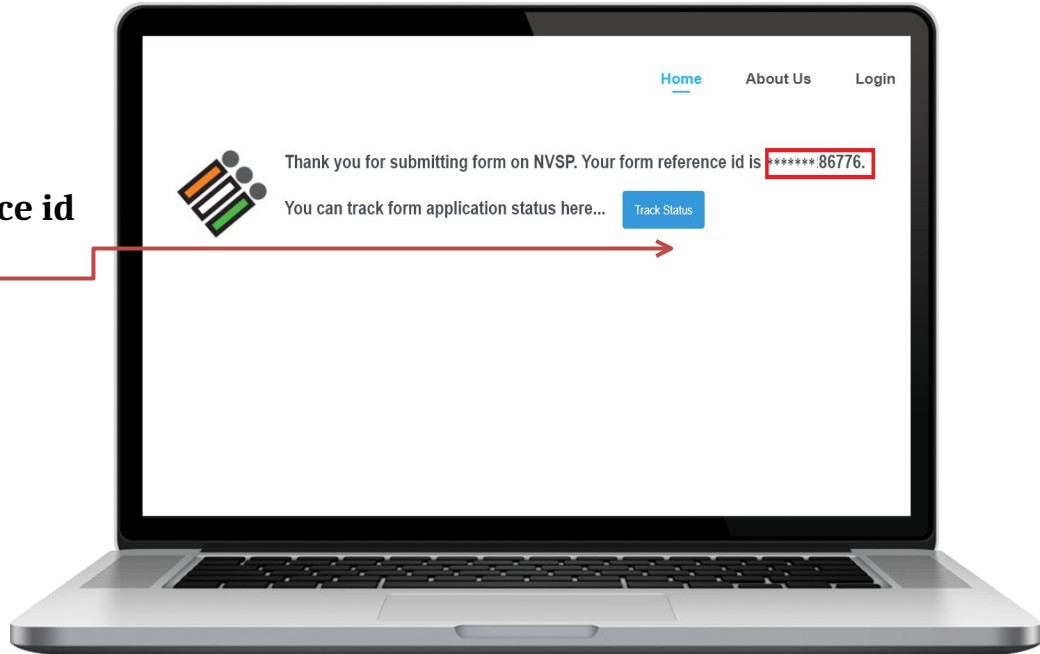 Home About Us Login
Thank you for submitting form on NVSP. Your form reference id is *******86776.
ce id
You can track form application status here... Track Status